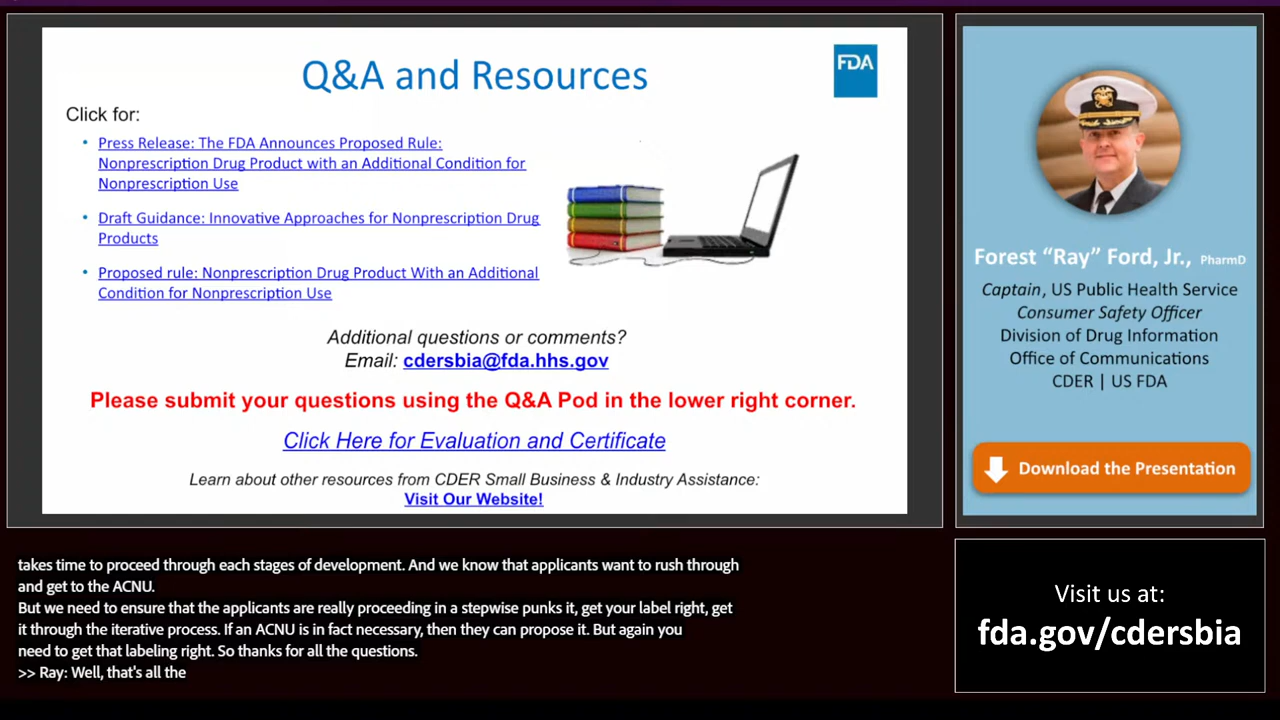 Q&A and Resources
FDA
Click for:
• Press Release: The FDA Announces Proposed Rule:
Nonprescription Drug Product with an Additional Condition for
Nonprescription Use
• Draft Guidance: Innovative Approaches for Nonprescription Drug
Products
• Proposed rule: Nonprescription Drug Product With an Additional
Condition for Nonprescription Use
Additional questions or comments?
Email: cdersbia@fda.hhs.gov
Please submit your questions using the Q&A Pod in the lower right corner.
Click Here for Evaluation and Certificate
Learn about other resources from CDER Small Business & Industry Assistance:
Visit Our Website!
Forest “Ray” Ford, Jr., PharmD
Captain, US Public Health Service
Consumer Safety Officer
Division of Drug Information
Office of Communications
CDER | US FDA
Download the Presentation
takes time to proceed through each stages of development. And we know that applicants want to rush through
and get to the ACNU.
But we need to ensure that the applicants are really proceeding in a stepwise punks it, get your label right, get
it through the iterative process. If an ACNU is in fact necessary, then they can propose it. But again you
need to get that labeling right. So thanks for all the questions.
>> Ray: Well, that's all the
Visit us at:
fda.gov/cdersbia